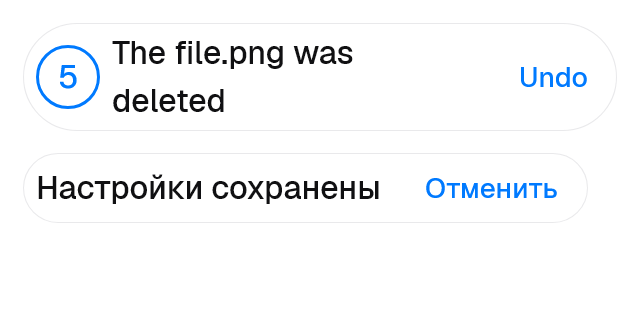 5
The file.png was
deleted
Undo
Настройки сохранены
Отменить